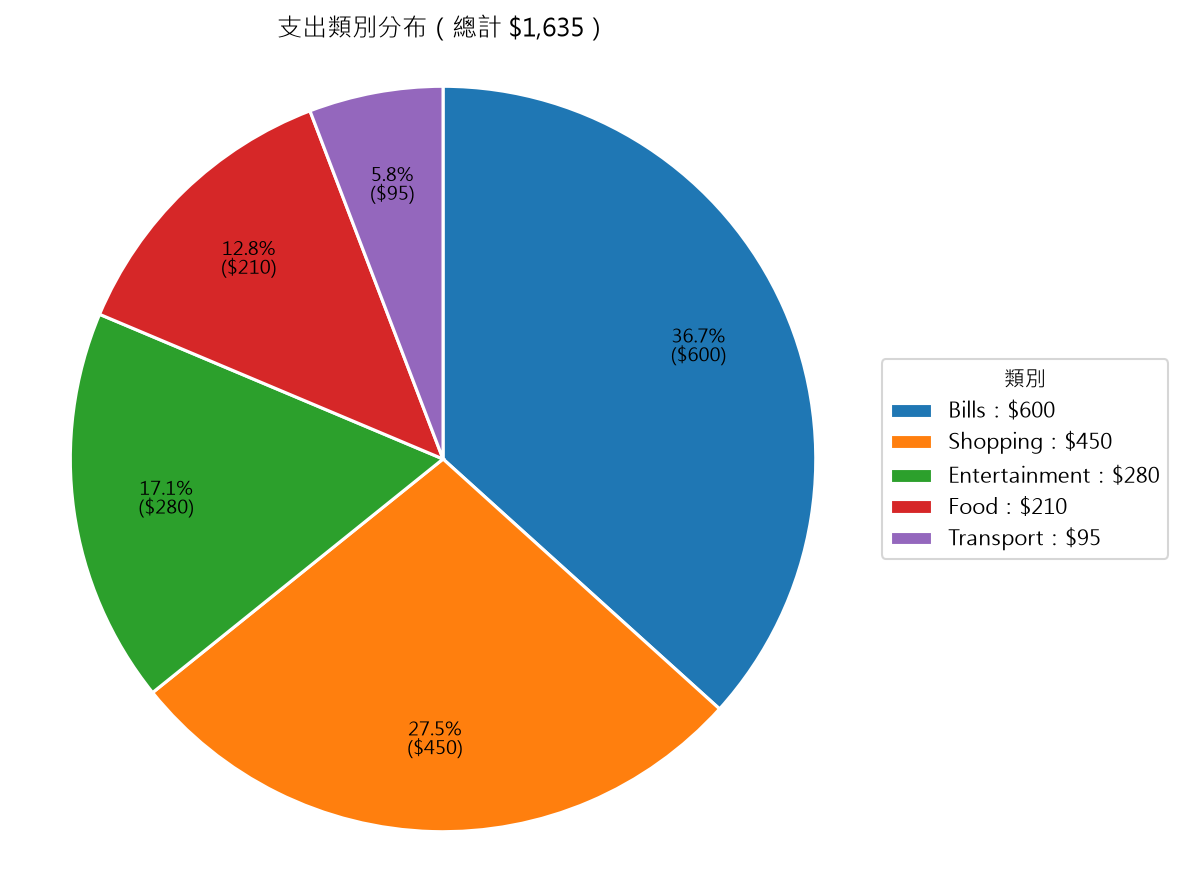 支出類別分布（總計 $1,635）
5.8%
($95)
12.8%
($210)
36.7%
($600)
17.1%
($280)
27.5%
($450)
類別
Bills：$600
Shopping：$450
Entertainment：$280
Food：$210
Transport：$95